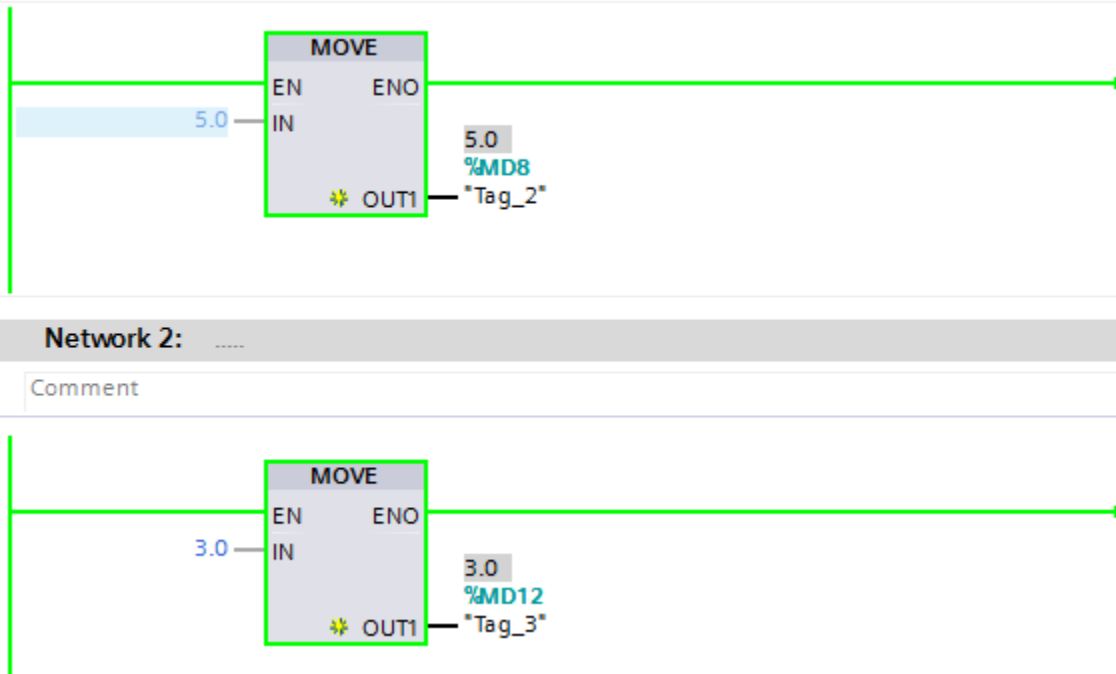 MOVE
EN ENO
5.0 IN
5.0
%MD8
OUT1 "Tag_2"
Network 2: .....
Comment
MOVE
EN ENO
3.0 IN
3.0
%MD12
OUT1 "Tag_3"